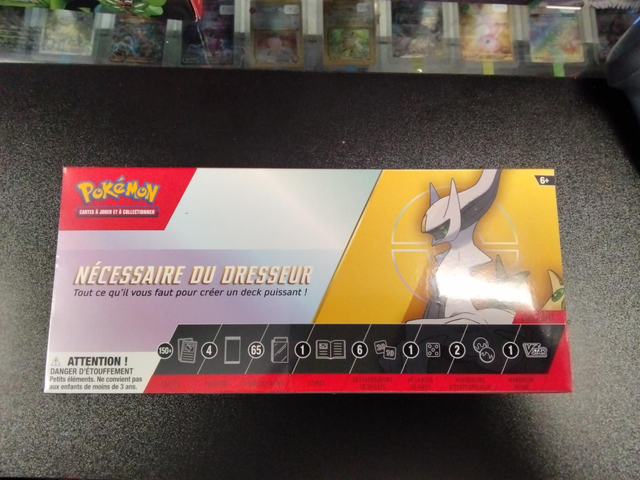 POKéMON
CARTES À JOUER ET À COLLECTIONNER
6+
NÉCESSAIRE DU DRESSEUR
Tout ce qu'il vous faut pour créer un deck puissant !
150+ 4 65 1 6 1 2 1 VSTAR
ATTENTION !
DANGER D'ÉTOUFFEMENT
Petits éléments. Ne convient pas
aux enfants de moins de 3 ans.